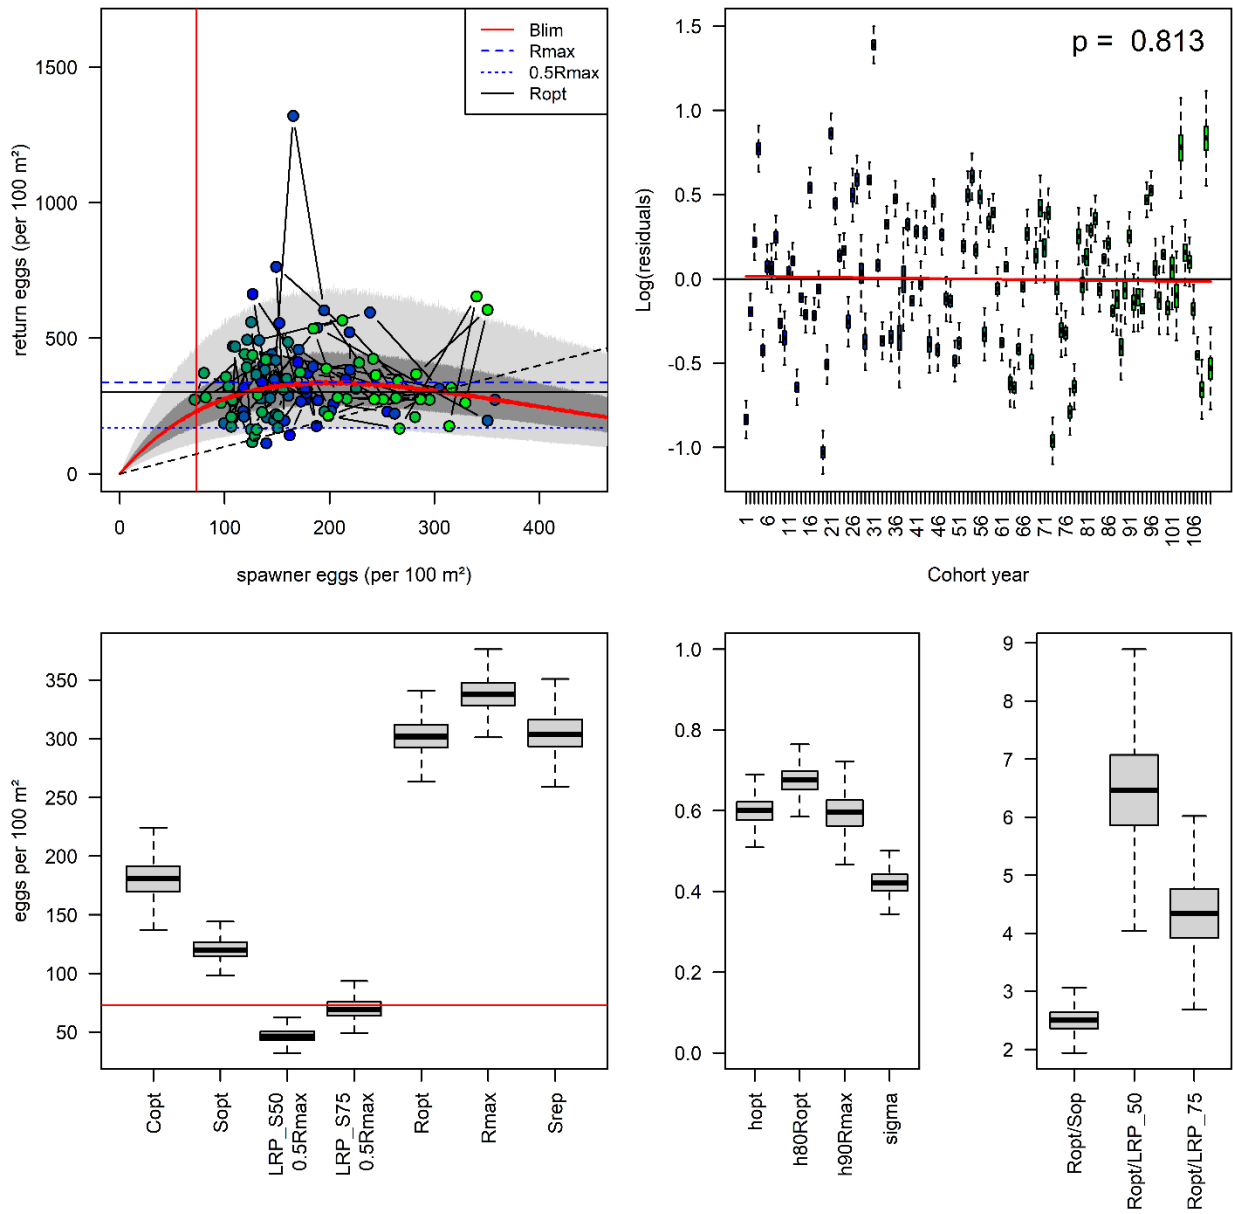 1500
1000
500
0
return eggs (per 100 m²)
0
100
200
300
400
spawner eggs (per 100 m²)
Blim
Rmax
0.5Rmax
Ropt
p = 0.813
1.5
1.0
0.5
0.0
-0.5
-1.0
Log(residuals)
1
6
11
16
21
26
31
36
41
46
51
56
61
66
71
76
81
86
91
96
101
106
Cohort year
350
300
250
200
150
100
50
eggs per 100 m²
Copt
Sopt
LRP_S50
0.5Rmax
LRP_S75
0.5Rmax
Ropt
Rmax
Srep
1.0
0.8
0.6
0.4
0.2
0.0
hopt
h80Ropt
h90Rmax
sigma
9
8
7
6
5
4
3
2
Ropt/Sop
Ropt/LRP_50
Ropt/LRP_75